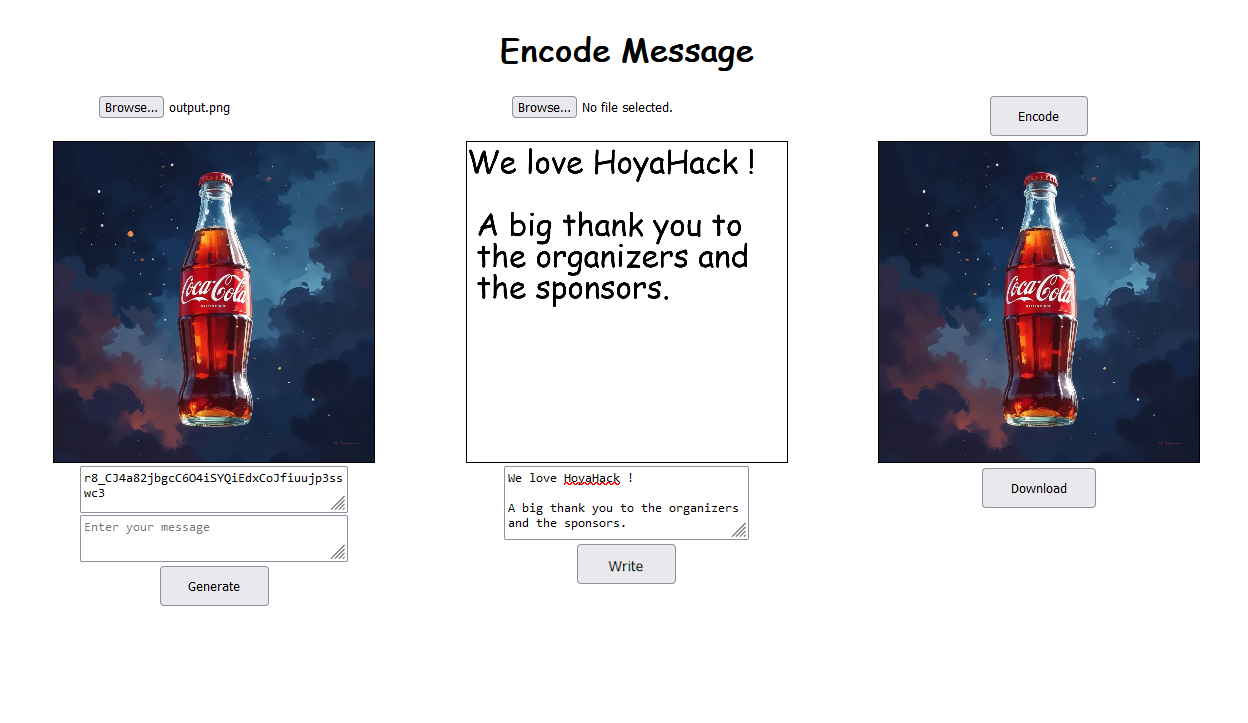 Encode Message
Browse... output.png
Browse... No file selected.
Encode
Coca-Cola
We love HoyaHack !
A big thank you to
the organizers and
the sponsors.
Coca-Cola
r8_CJ4a82jbgcC6O4iSYQiEdxCoJfiuujp3ss
wc3
Enter your message
Generate
We love HoyaHack !
A big thank you to the organizers
and the sponsors.
Write
Download